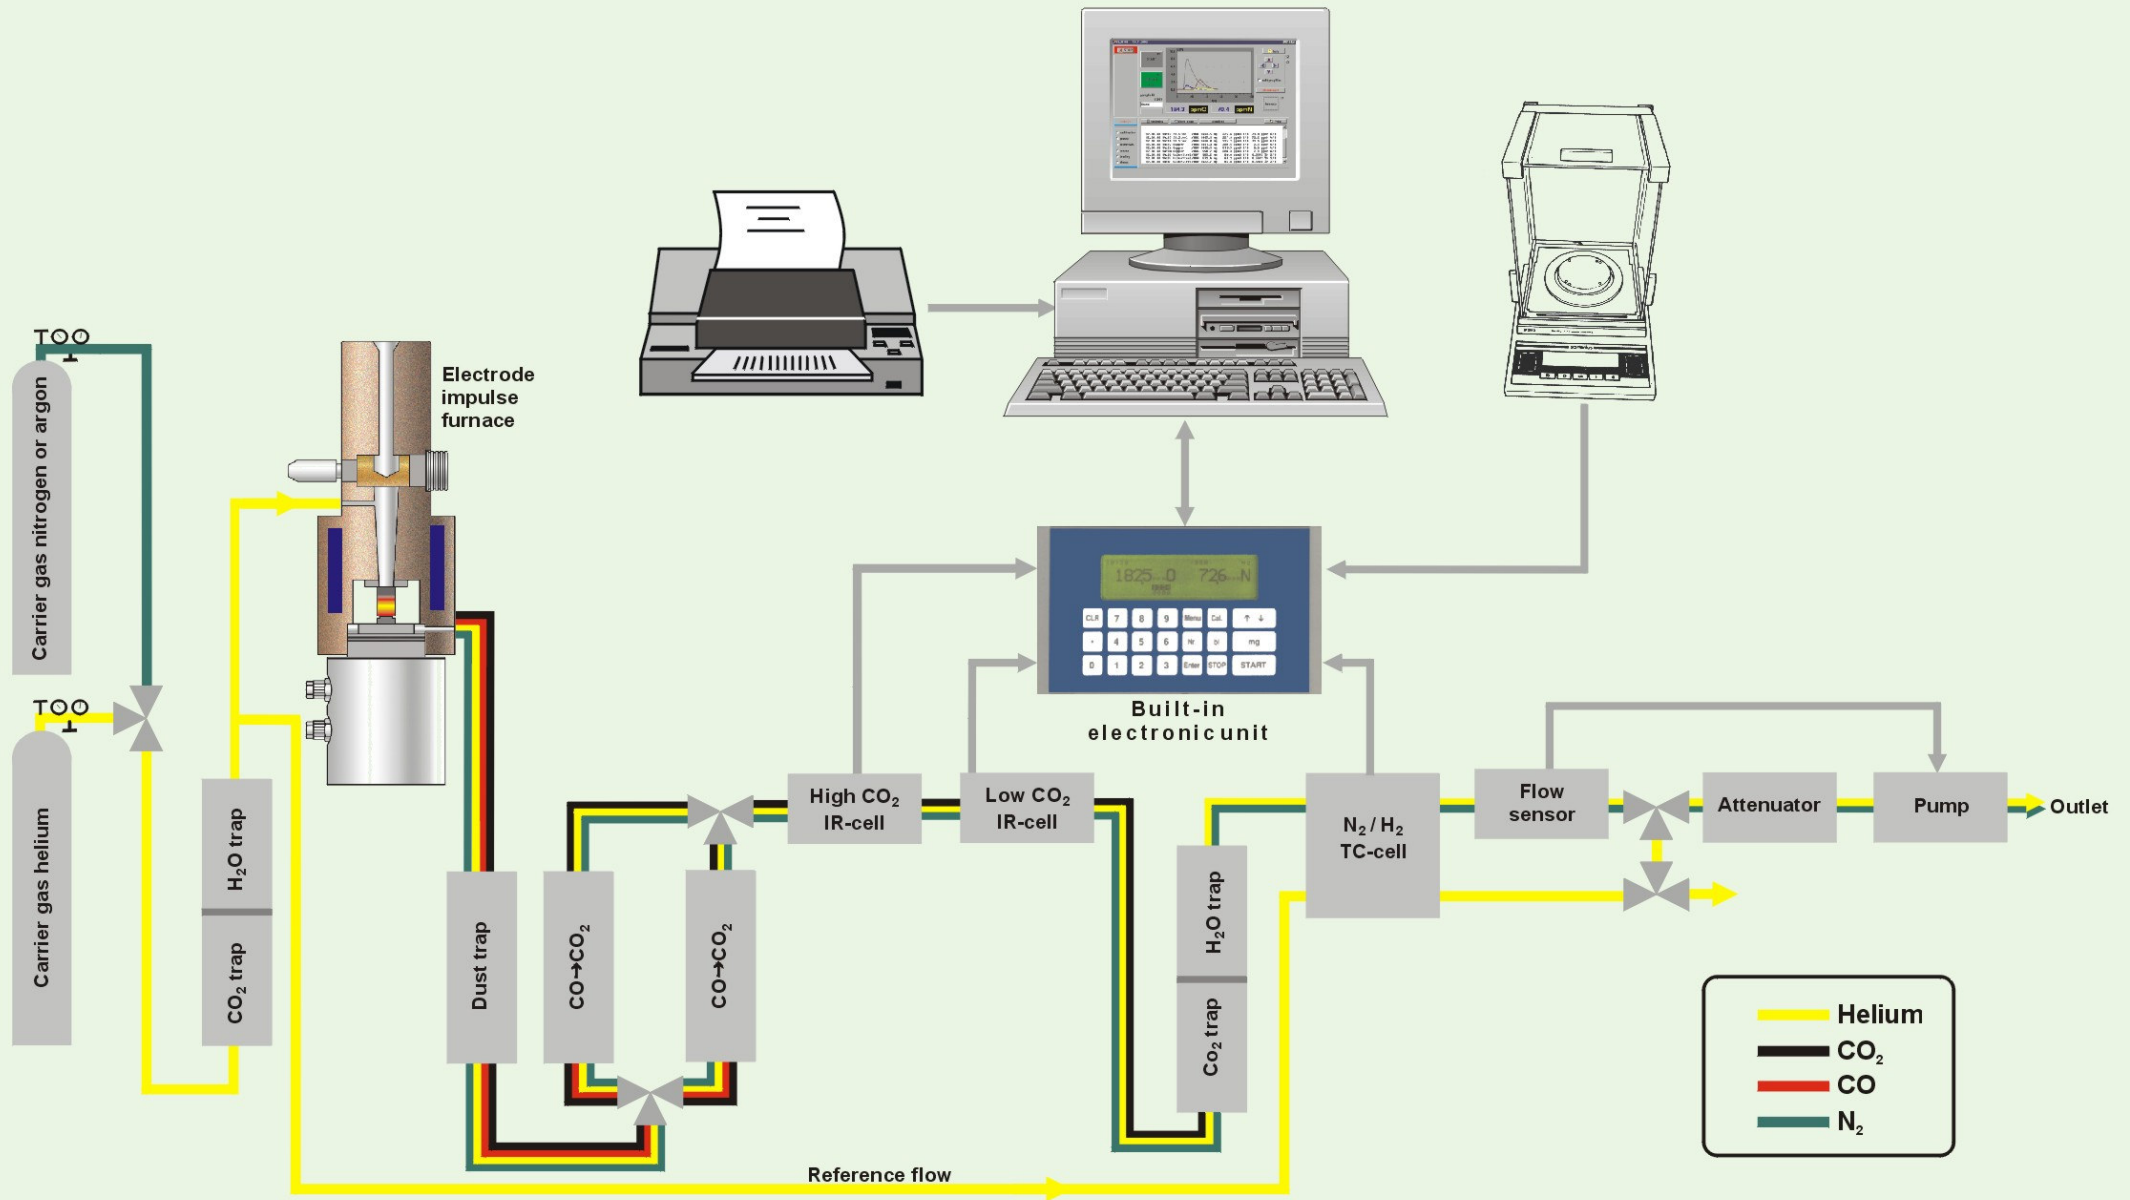 Carrier gas nitrogen or argon
Carrier gas helium
Electrode
impulse
furnace
H₂O trap
CO₂ trap
Dust trap
CO→CO₂
CO→CO₂
High CO₂
IR-cell
Low CO₂
IR-cell
1825 O 726 N
CLR 7 8 9 Menu Cal. ↑ ↓
4 5 6 Nr mg
0 1 2 3 Enter STOP START
Built-in
electronic unit
H₂O trap
Co₂ trap
N₂ / H₂
TC-cell
Flow
sensor
Attenuator
Pump
Outlet
Reference flow
Helium
CO₂
CO
N₂